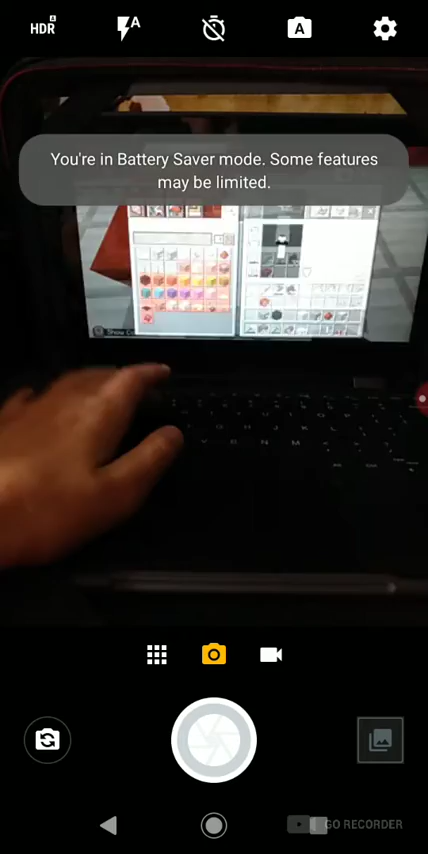 HDR A
A
A
You're in Battery Saver mode. Some features
may be limited.
GO RECORDER